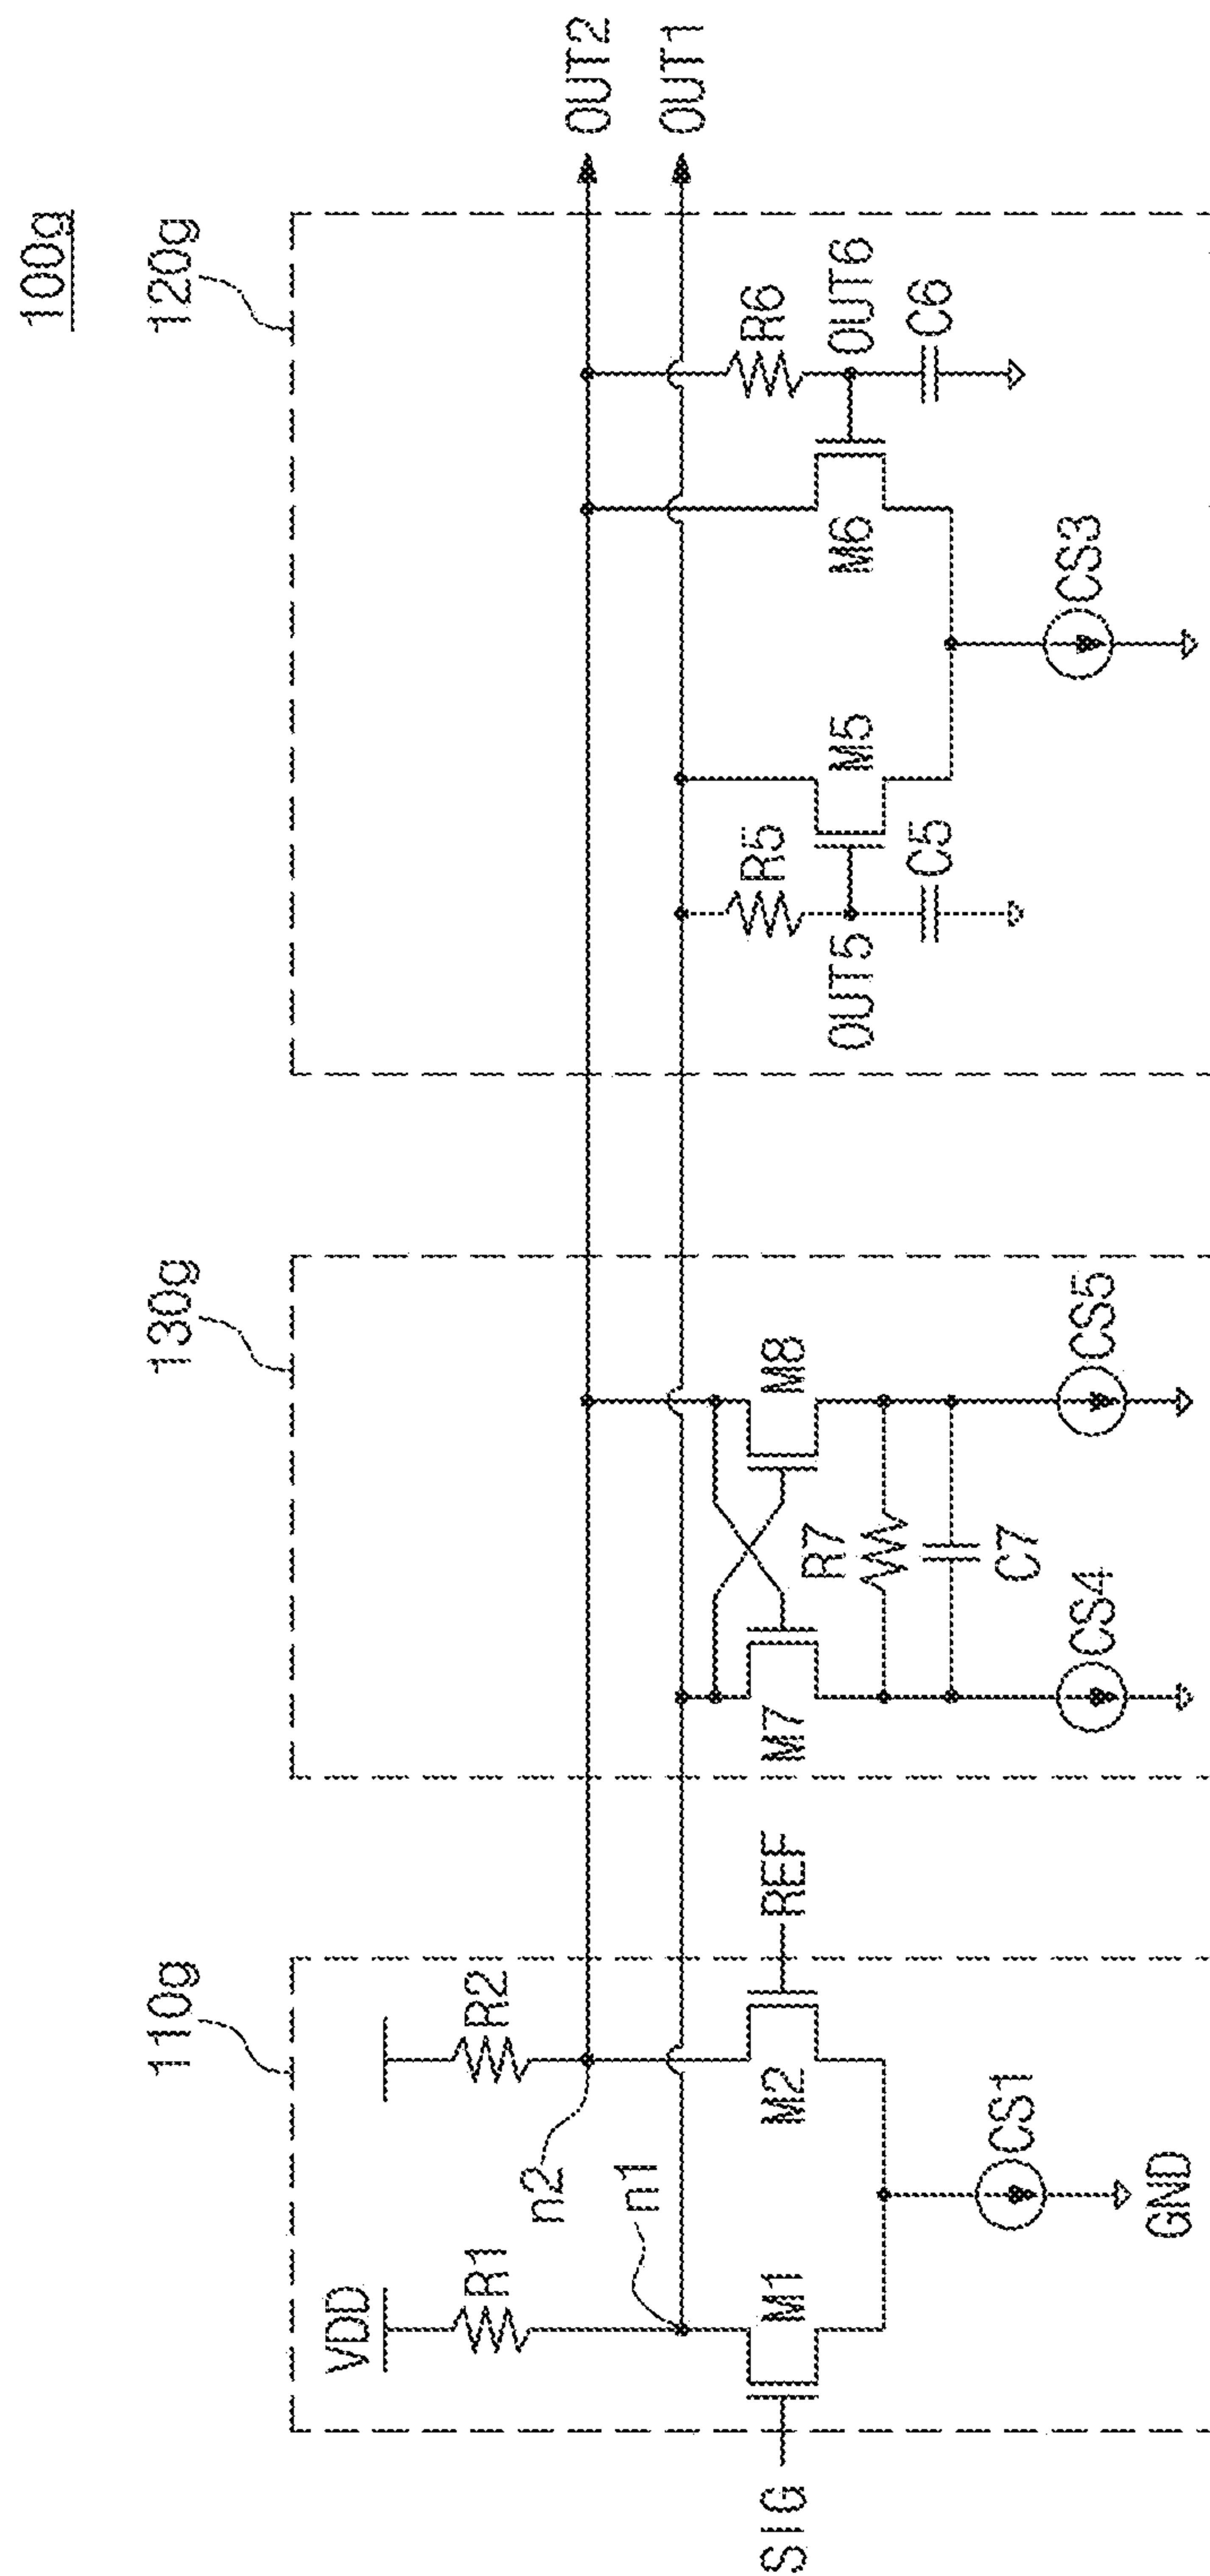 100g
110g
130g
120g
VDD
R1
R2
n2
n1
OUT2
OUT1
SIG
M1
M2
REF
CS1
GND
M7
M8
R7
C7
CS4
CS5
R5
OUT5
C5
M5
M6
R6
OUT6
C6
CS3